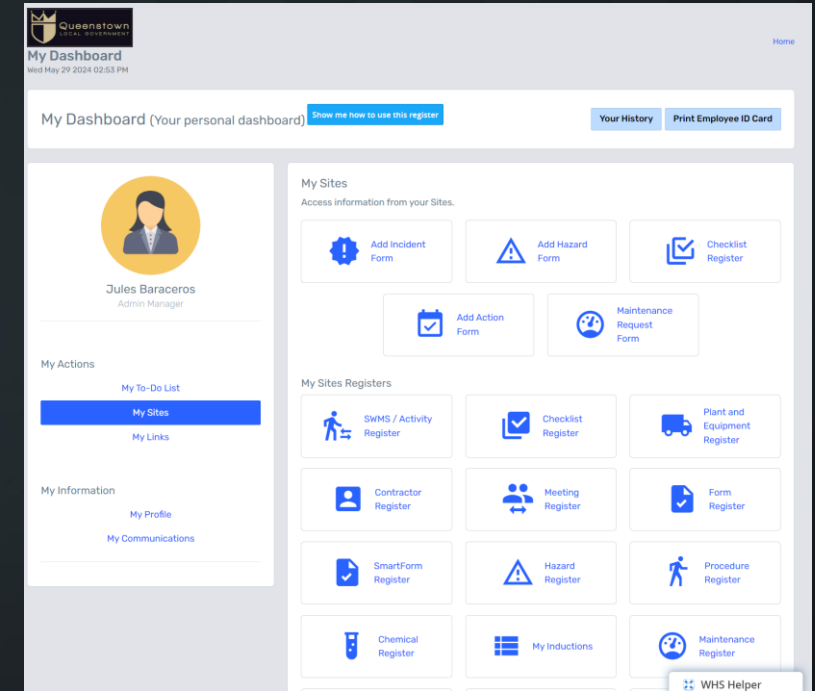 Queenstown
LOCAL GOVERNMENT
Home
My Dashboard
Wed May 29 2024 02:53 PM
My Dashboard (Your personal dashboard)
Show me how to use this register
Your History
Print Employee ID Card
Jules Baraceros
Admin Manager
My Actions
My To-Do List
My Sites
My Links
My Information
My Profile
My Communications
My Sites
Access information from your Sites.
Add Incident
Form
Add Hazard
Form
Checklist
Register
Add Action
Form
Maintenance
Request
Form
My Sites Registers
SWMS / Activity
Register
Checklist
Register
Plant and
Equipment
Register
Contractor
Register
Meeting
Register
Form
Register
SmartForm
Register
Hazard
Register
Procedure
Register
Chemical
Register
My Inductions
Maintenance
Register
WHS Helper